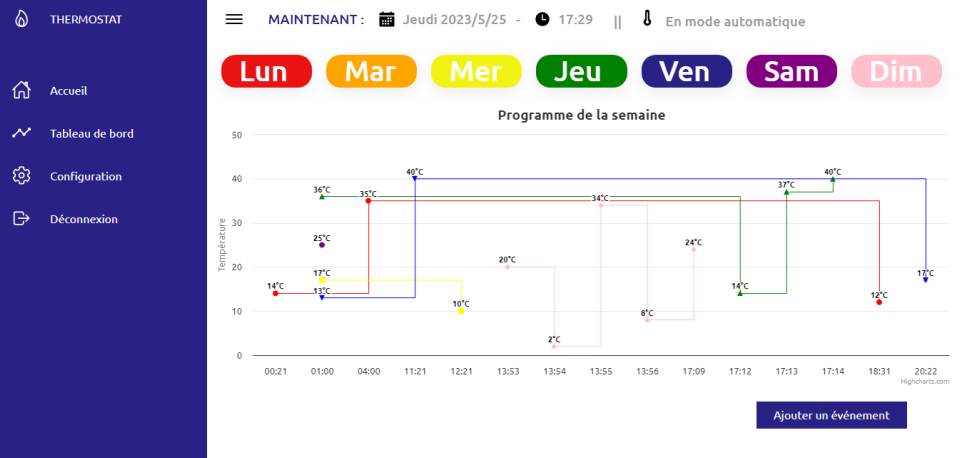 THERMOSTAT
MAINTENANT : Jeudi 2023/5/25 - 17:29 || En mode automatique
Accueil
Tableau de bord
Configuration
Déconnexion
Lun Mar Mer Jeu Ven Sam Dim
Programme de la semaine
Température
50
40
30
20
10
0
14°C
36°C
25°C
17°C
13°C
35°C
40°C
10°C
20°C
2°C
34°C
8°C
24°C
14°C
37°C
40°C
12°C
17°C
00:21 01:00 04:00 11:21 12:21 13:53 13:54 13:55 13:56 17:09 17:12 17:13 17:14 18:31 20:22
Highcharts.com
Ajouter un événement